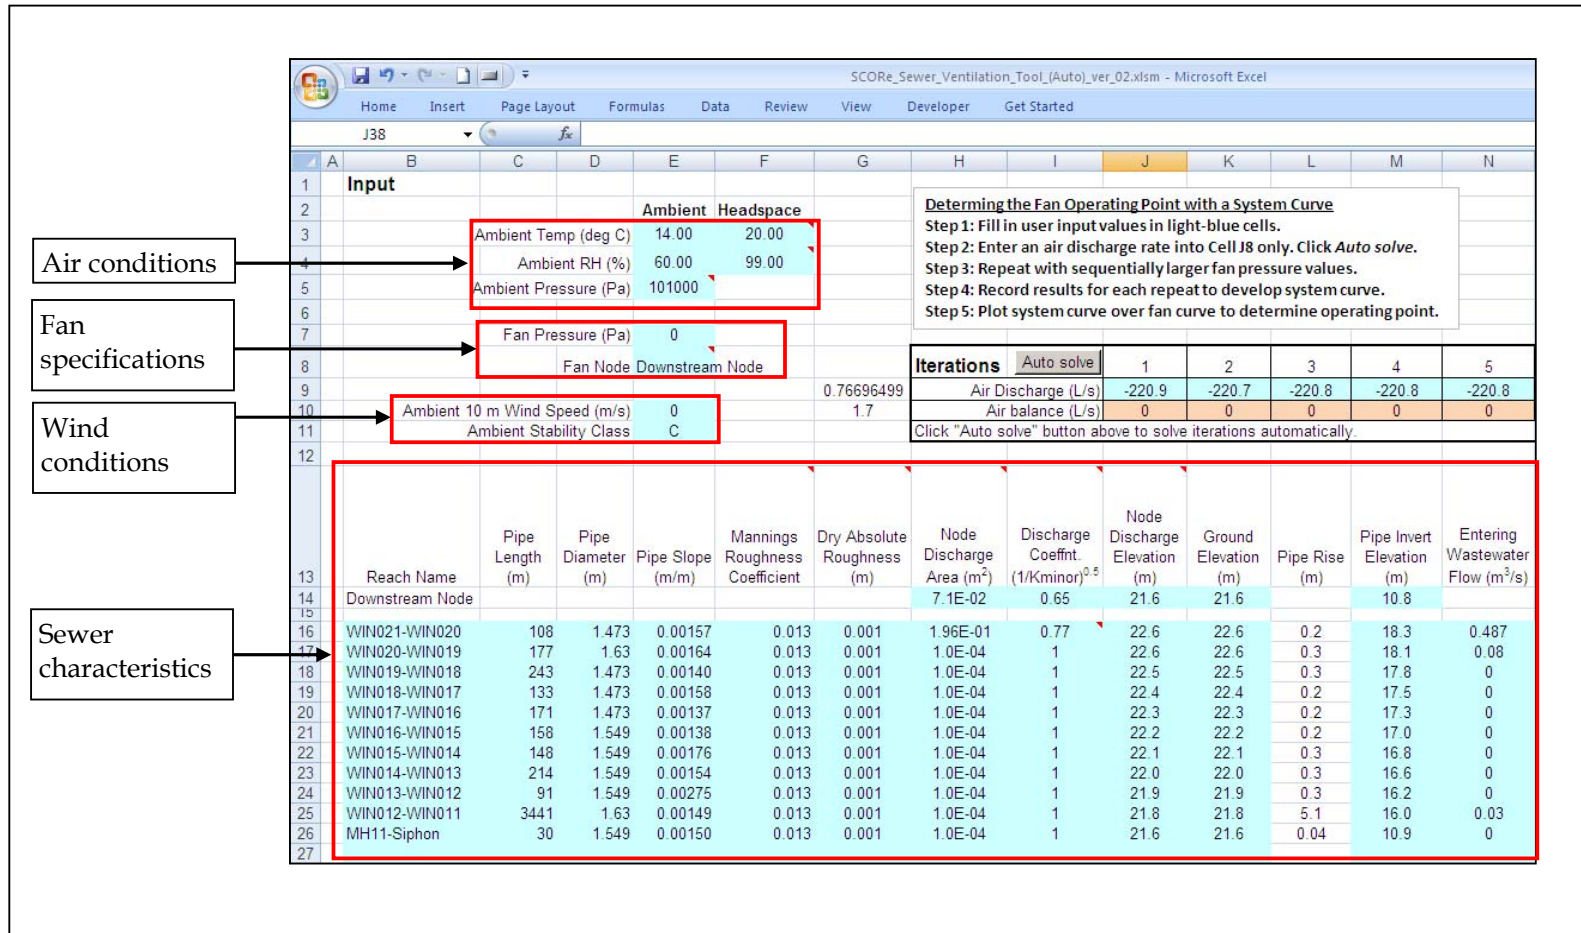 SCORe_Sewer_Ventilation_Tool_(Auto)_ver_02.xlsm - Microsoft Excel
Home Insert Page Layout Formulas Data Review View Developer Get Started
J38 fx
A B C D E F G H I J K L M N
1 Input
2 Ambient Headspace
3 Ambient Temp (deg C) 14.00 20.00
4 Ambient RH (%) 60.00 99.00
5 Ambient Pressure (Pa) 101000
6
7 Fan Pressure (Pa) 0
8 Fan Node Downstream Node
9 0.76696499
10 Ambient 10 m Wind Speed (m/s) 0 1.7
11 Ambient Stability Class C
12
Determing the Fan Operating Point with a System Curve
Step 1: Fill in user input values in light-blue cells.
Step 2: Enter an air discharge rate into Cell J8 only. Click Auto solve.
Step 3: Repeat with sequentially larger fan pressure values.
Step 4: Record results for each repeat to develop system curve.
Step 5: Plot system curve over fan curve to determine operating point.
Iterations Auto solve 1 2 3 4 5
Air Discharge (L/s) -220.9 -220.7 -220.8 -220.8 -220.8
Air balance (L/s) 0 0 0 0 0
Click "Auto solve" button above to solve iterations automatically.
Air conditions
Fan
specifications
Wind
conditions
Sewer
characteristics
13 Reach Name Pipe Length (m) Pipe Diameter (m) Pipe Slope (m/m) Mannings Roughness Coefficient Dry Absolute Roughness (m) Node Discharge Area (m²) Discharge Coeffnt. (1/Kminor)^0.5 Node Discharge Elevation (m) Ground Elevation (m) Pipe Rise (m) Pipe Invert Elevation (m) Entering Wastewater Flow (m³/s)
14 Downstream Node 7.1E-02 0.65 21.6 21.6 10.8
15
16 WIN021-WIN020 108 1.473 0.00157 0.013 0.001 1.96E-01 0.77 22.6 22.6 0.2 18.3 0.487
17 WIN020-WIN019 177 1.63 0.00164 0.013 0.001 1.0E-04 1 22.6 22.6 0.3 18.1 0.08
18 WIN019-WIN018 243 1.473 0.00140 0.013 0.001 1.0E-04 1 22.5 22.5 0.3 17.8 0
19 WIN018-WIN017 133 1.473 0.00158 0.013 0.001 1.0E-04 1 22.4 22.4 0.2 17.5 0
20 WIN017-WIN016 171 1.473 0.00137 0.013 0.001 1.0E-04 1 22.3 22.3 0.2 17.3 0
21 WIN016-WIN015 158 1.549 0.00138 0.013 0.001 1.0E-04 1 22.2 22.2 0.2 17.0 0
22 WIN015-WIN014 148 1.549 0.00176 0.013 0.001 1.0E-04 1 22.1 22.1 0.3 16.8 0
23 WIN014-WIN013 214 1.549 0.00154 0.013 0.001 1.0E-04 1 22.0 22.0 0.3 16.6 0
24 WIN013-WIN012 91 1.549 0.00275 0.013 0.001 1.0E-04 1 21.9 21.9 0.3 16.2 0
25 WIN012-WIN011 3441 1.63 0.00149 0.013 0.001 1.0E-04 1 21.8 21.8 5.1 16.0 0.03
26 MH11-Siphon 30 1.549 0.00150 0.013 0.001 1.0E-04 1 21.6 21.6 0.04 10.9 0
27